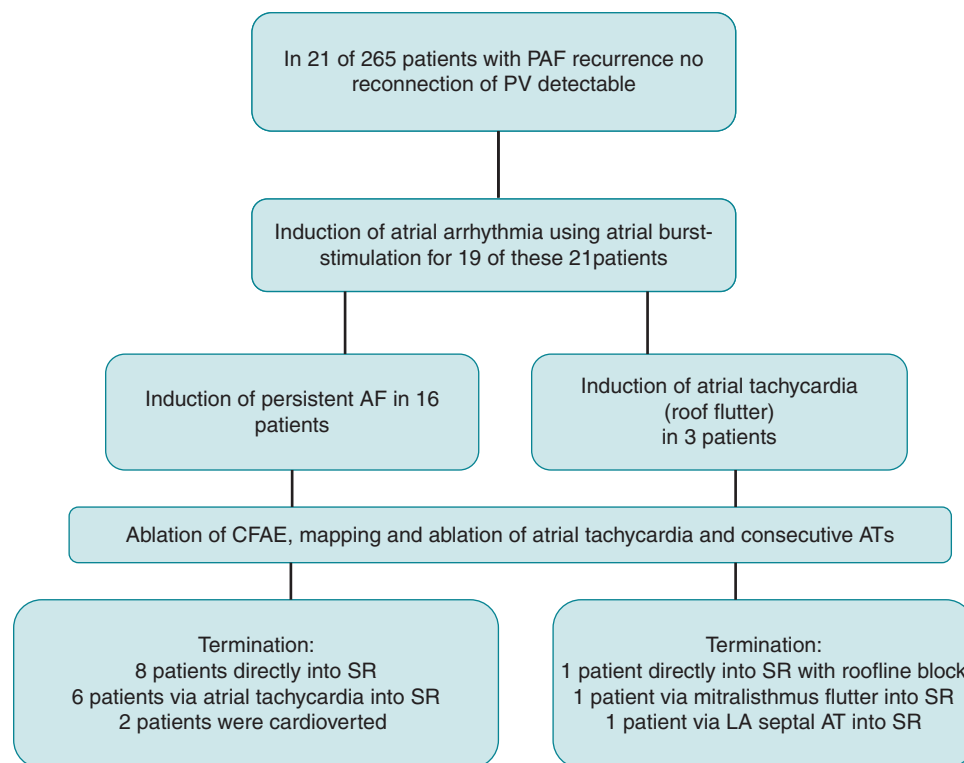 In 21 of 265 patients with PAF recurrence no
reconnection of PV detectable
Induction of atrial arrhythmia using atrial burst-
stimulation for 19 of these 21patients
Induction of persistent AF in 16
patients
Induction of atrial tachycardia
(roof flutter)
in 3 patients
Ablation of CFAE, mapping and ablation of atrial tachycardia and consecutive ATs
Termination:
8 patients directly into SR
6 patients via atrial tachycardia into SR
2 patients were cardioverted
Termination:
1 patient directly into SR with roofline block
1 patient via mitralisthmus flutter into SR
1 patient via LA septal AT into SR